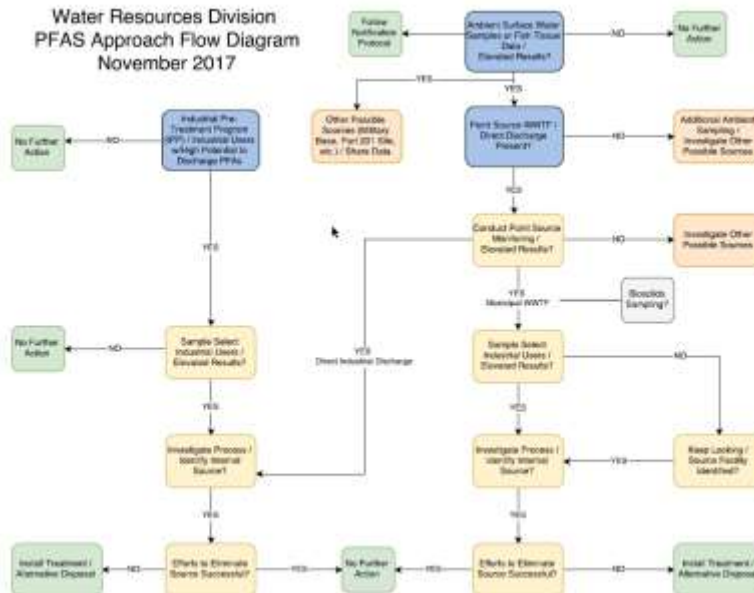 Water Resources Division
PFAS Approach Flow Diagram
November 2017
Follow
Notification
Protocol
Ambient Surface Water
Samples or Fish Tissue
Data /
Elevated Results?
NO
No Further
Action
YES
YES
No Further
Action
NO
Industrial Pre-
Treatment Program
(IPP) / Industrial Users
w/High Potential to
Discharge PFAS
Other Possible
Sources (Military
Base, Part 201 Site,
etc.) / Share Data
Point Source WWTF /
Direct Discharge
Present?
NO
Additional Ambient
Sampling /
Investigate Other
Possible Sources
YES
Conduct Point Source
Monitoring /
Elevated Results?
NO
Investigate Other
Possible Sources
YES
YES
Municipal WWTF
Biosolids
Sampling?
No Further
Action
NO
Sample Select
Industrial Users /
Elevated Results?
YES
Direct Industrial Discharge
Sample Select
Industrial Users /
Elevated Results?
NO
YES
YES
Investigate Process /
Identify Internal
Source?
Investigate Process /
Identify Internal
Source?
YES
Keep Looking /
Source Facility
Identified?
YES
YES
Install Treatment /
Alternative Disposal
NO
Efforts to Eliminate
Source Successful?
YES
No Further
Action
YES
Efforts to Eliminate
Source Successful?
NO
Install Treatment /
Alternative Disposal